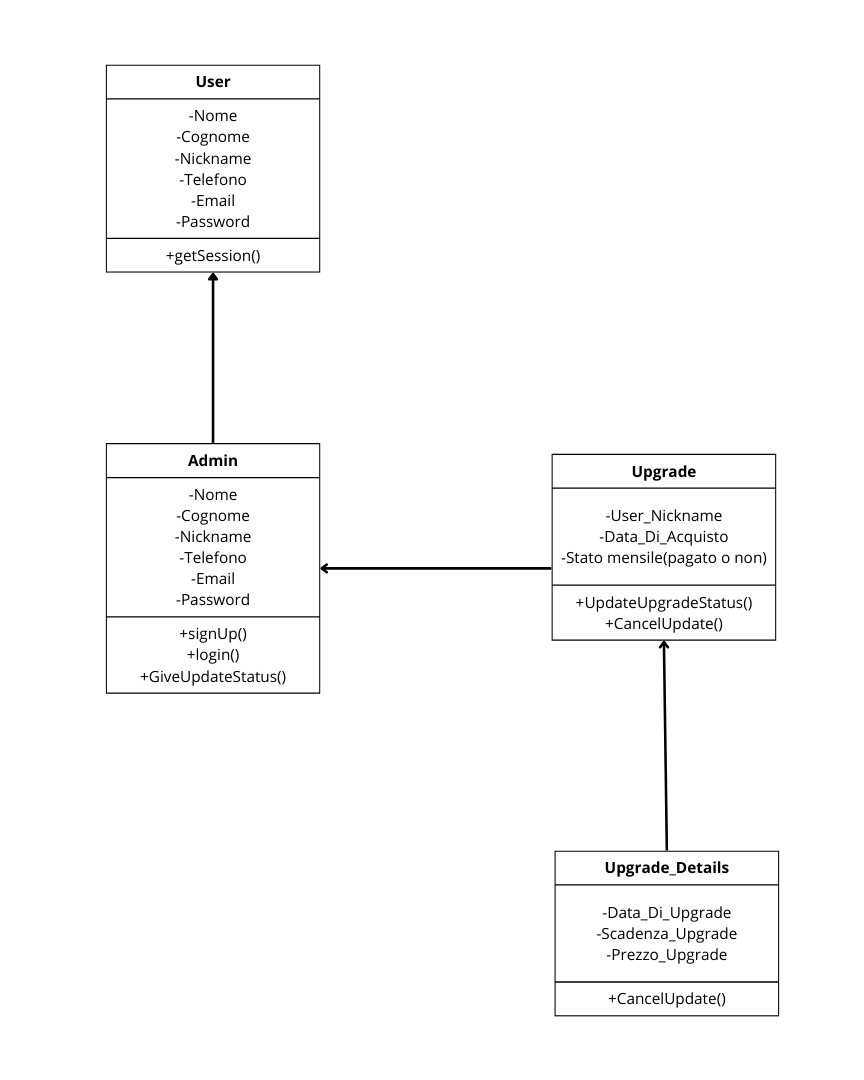 User
-Nome
-Cognome
-Nickname
-Telefono
-Email
-Password
+getSession()
Admin
-Nome
-Cognome
-Nickname
-Telefono
-Email
-Password
+signUp()
+login()
+GiveUpdateStatus()
Upgrade
-User_Nickname
-Data_Di_Acquisto
-Stato mensile(pagato o non)
+UpdateUpgradeStatus()
+CancelUpdate()
Upgrade_Details
-Data_Di_Upgrade
-Scadenza_Upgrade
-Prezzo_Upgrade
+CancelUpdate()